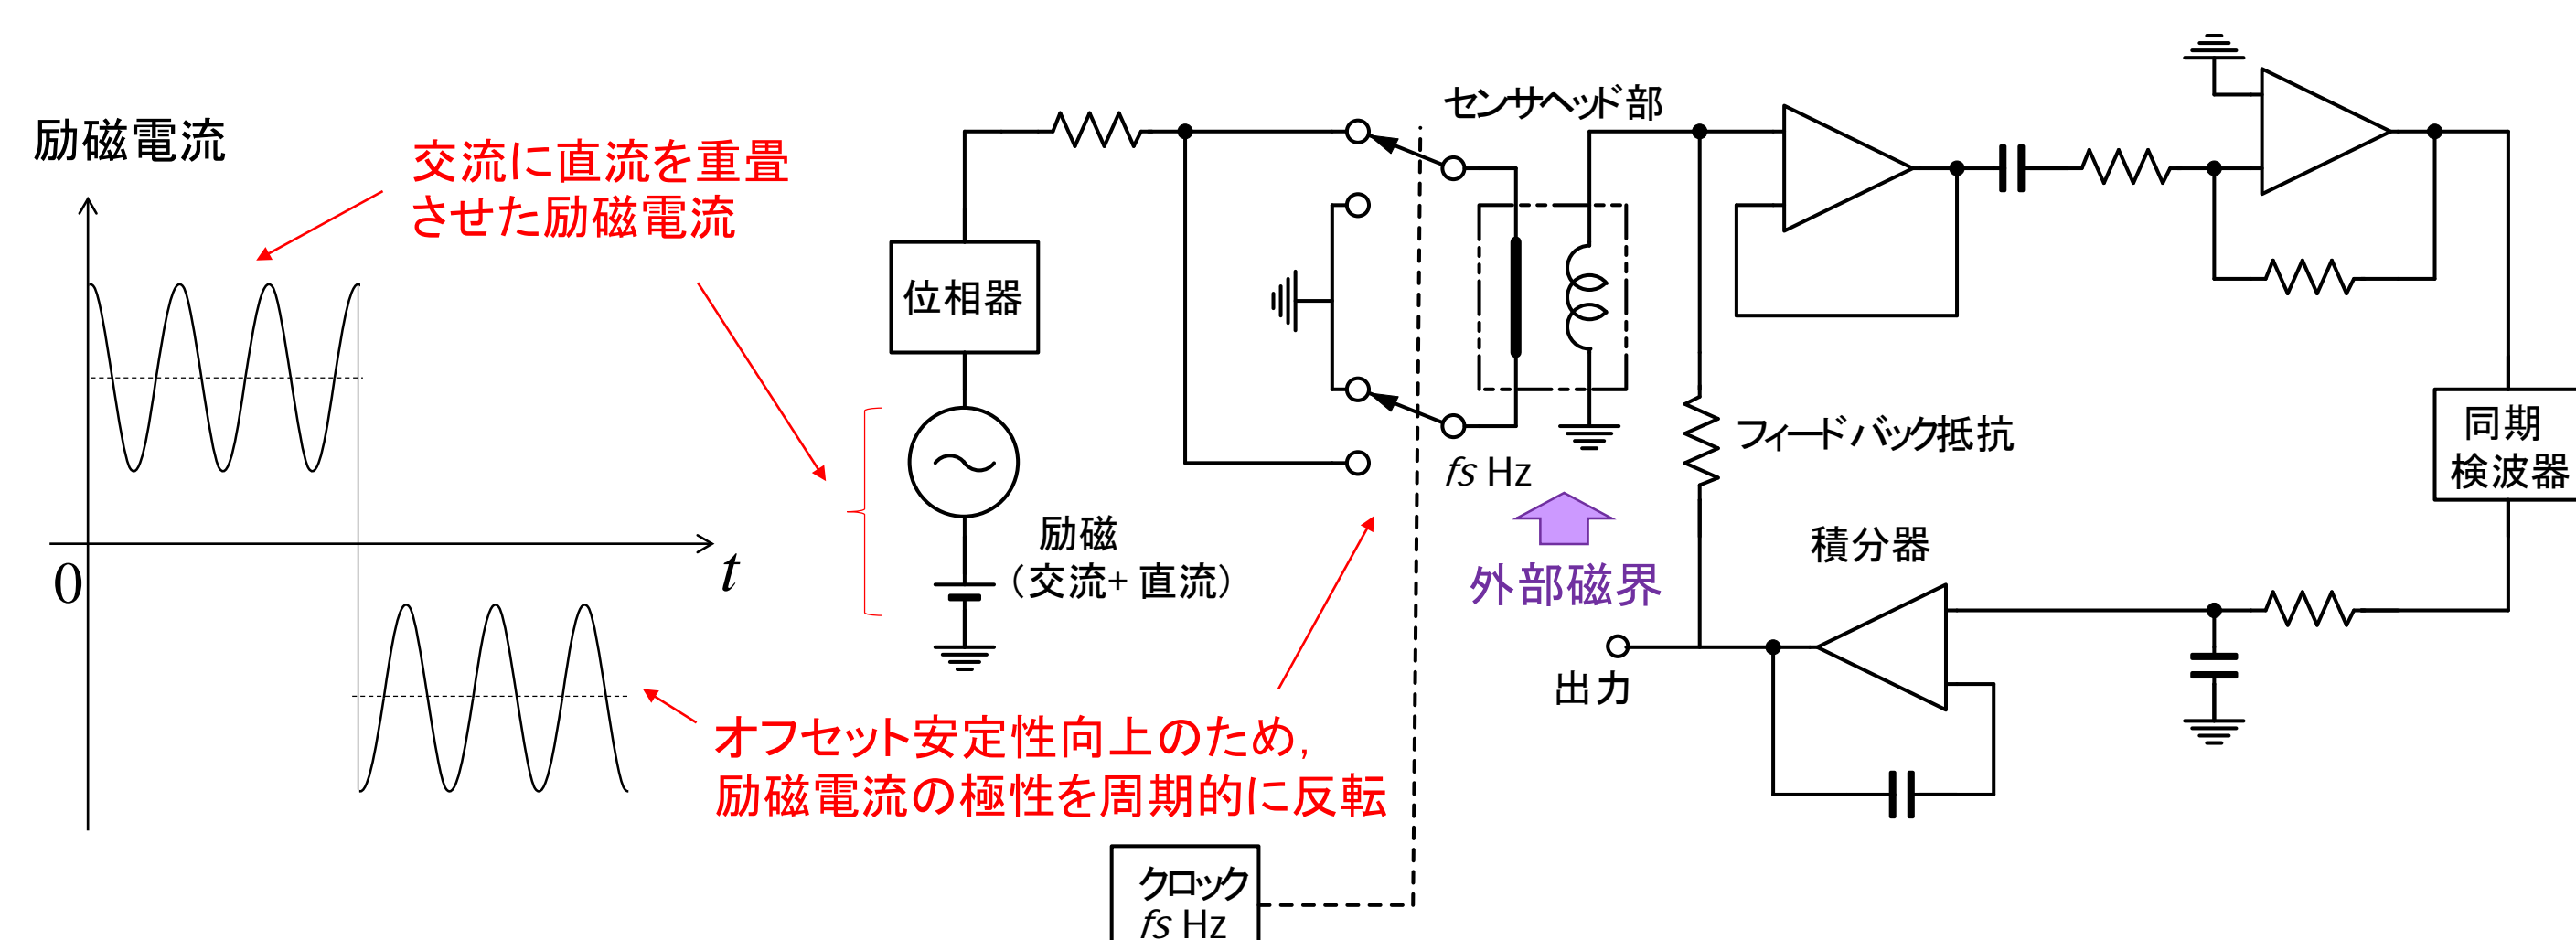 励磁電流
交流に直流を重畳
させた励磁電流
0
t
位相器
励磁
（交流+ 直流）
センサヘッド部
fs Hz
外部磁界
フィードバック抵抗
同期
検波器
積分器
出力
オフセット安定性向上のため，
励磁電流の極性を周期的に反転
クロック
fs Hz